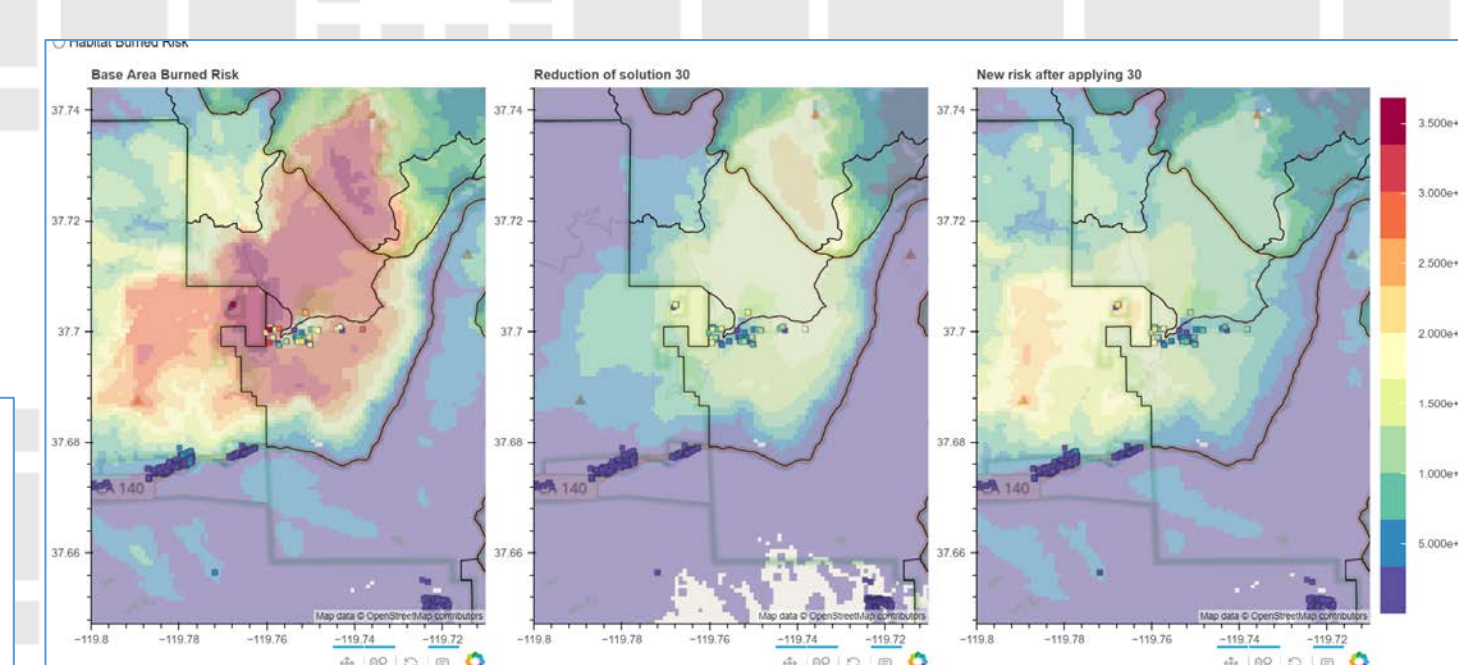 Habitat Burned Risk
Base Area Burned Risk
Reduction of solution 30
New risk after applying 30
37.74
37.72
37.7
37.68
37.66
37.74
37.72
37.7
37.68
37.66
37.74
37.72
37.7
37.68
37.66
3.500e+
3.000e+
2.500e+
2.000e+
1.500e+
1.000e+
5.000e+
CA 140
140
140
Map data © OpenStreetMap contributors
Map data © OpenStreetMap contributors
Map data © OpenStreetMap contributors
−119.8 −119.78 −119.76 −119.74 −119.72
−119.8 −119.78 −119.76 −119.74 −119.72
−119.8 −119.78 −119.76 −119.74 −119.72